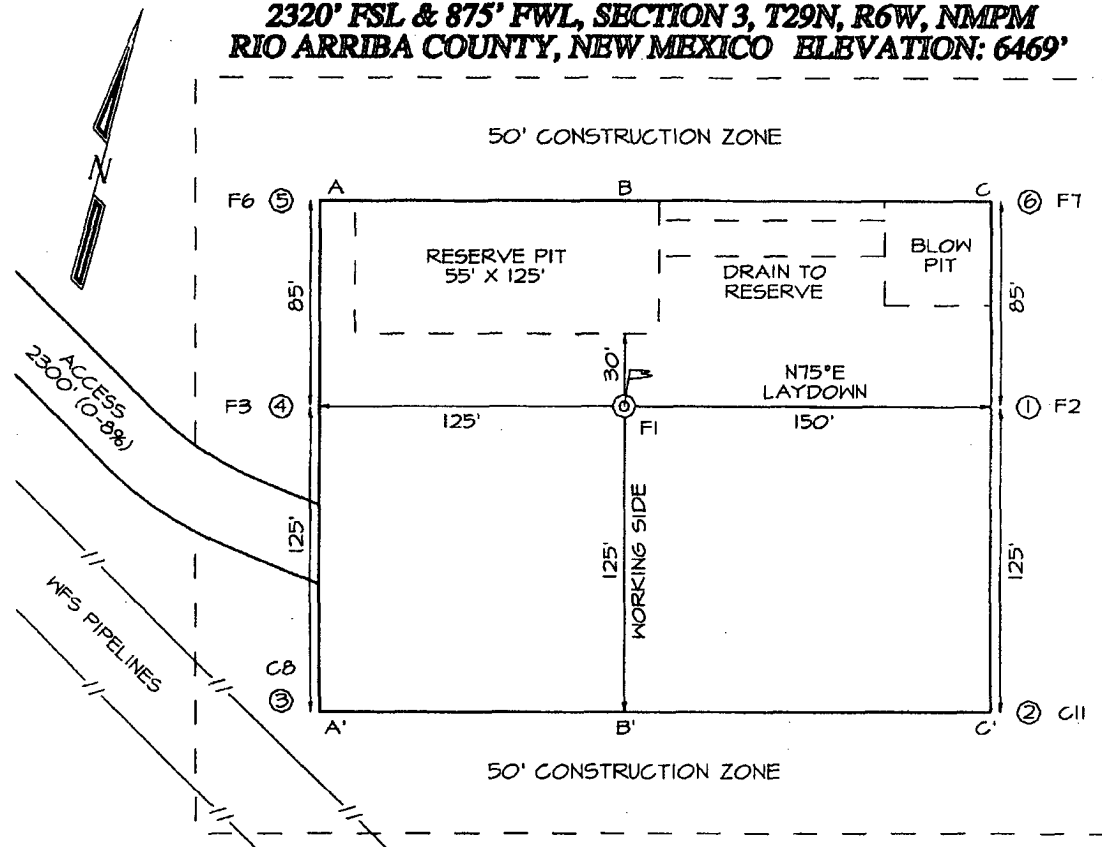 2320' FSL & 875' FWL, SECTION 3, T29N, R6W, NMPM
RIO ARRIBA COUNTY, NEW MEXICO ELEVATION: 6469'
N
50' CONSTRUCTION ZONE
F6 5 A B C 6 F7
RESERVE PIT
55' X 125'
DRAIN TO
RESERVE
BLOW
PIT
85'
85'
30'
ACCESS
2300' (0-8%)
N75°E
LAYDOWN
F3 4
125'
F1
150'
1 F2
125'
125'
WORKING SIDE
125'
WFS PIPELINES
C8
3
2 C11
A' B' C'
50' CONSTRUCTION ZONE